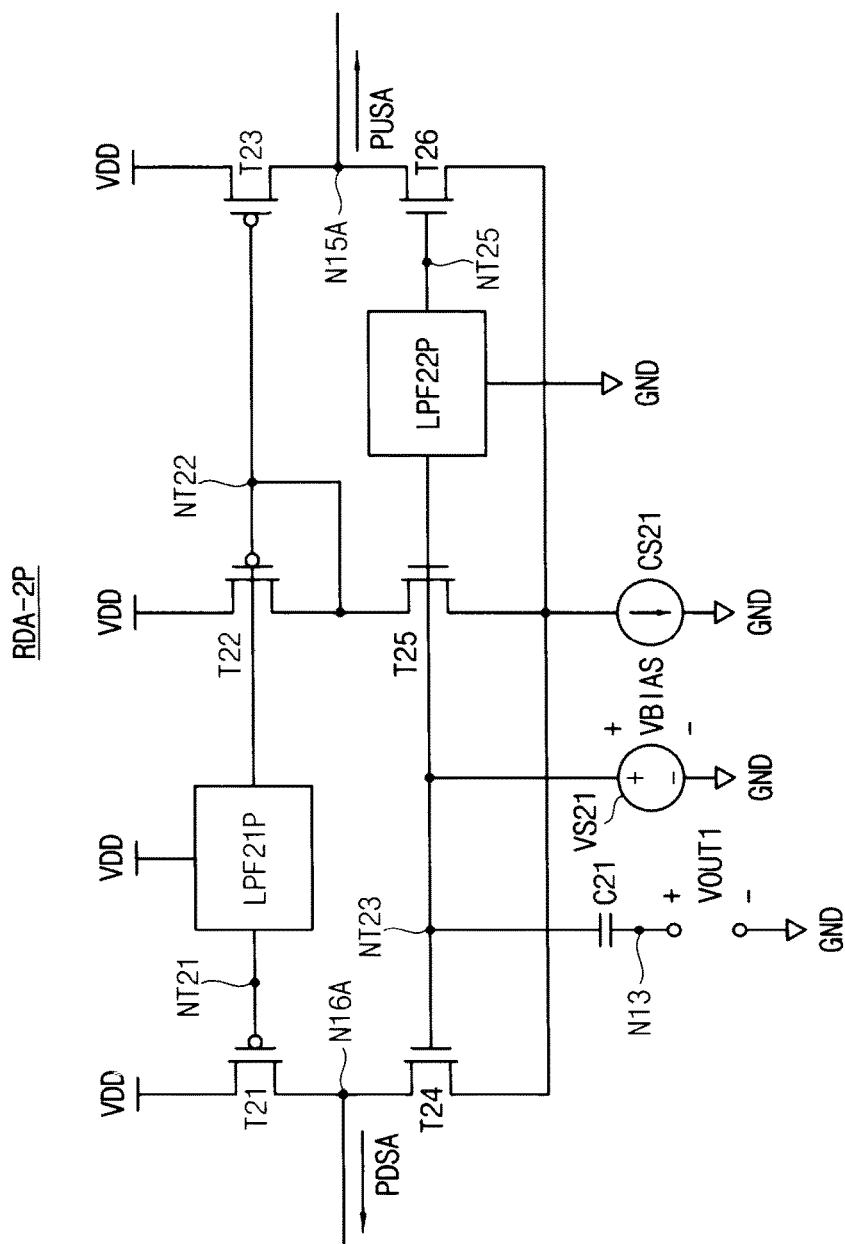 RDA-2P
VDD
VDD
VDD
T21
NT21
LPF21P
VDD
T22
NT22
T23
N16A
PDSA
N15A
PUSA
T24
NT23
T25
LPF22P
NT25
T26
GND
C21
N13
+
VOUT1
-
GND
VS21
+
-
+
VBIAS
-
GND
CS21
GND